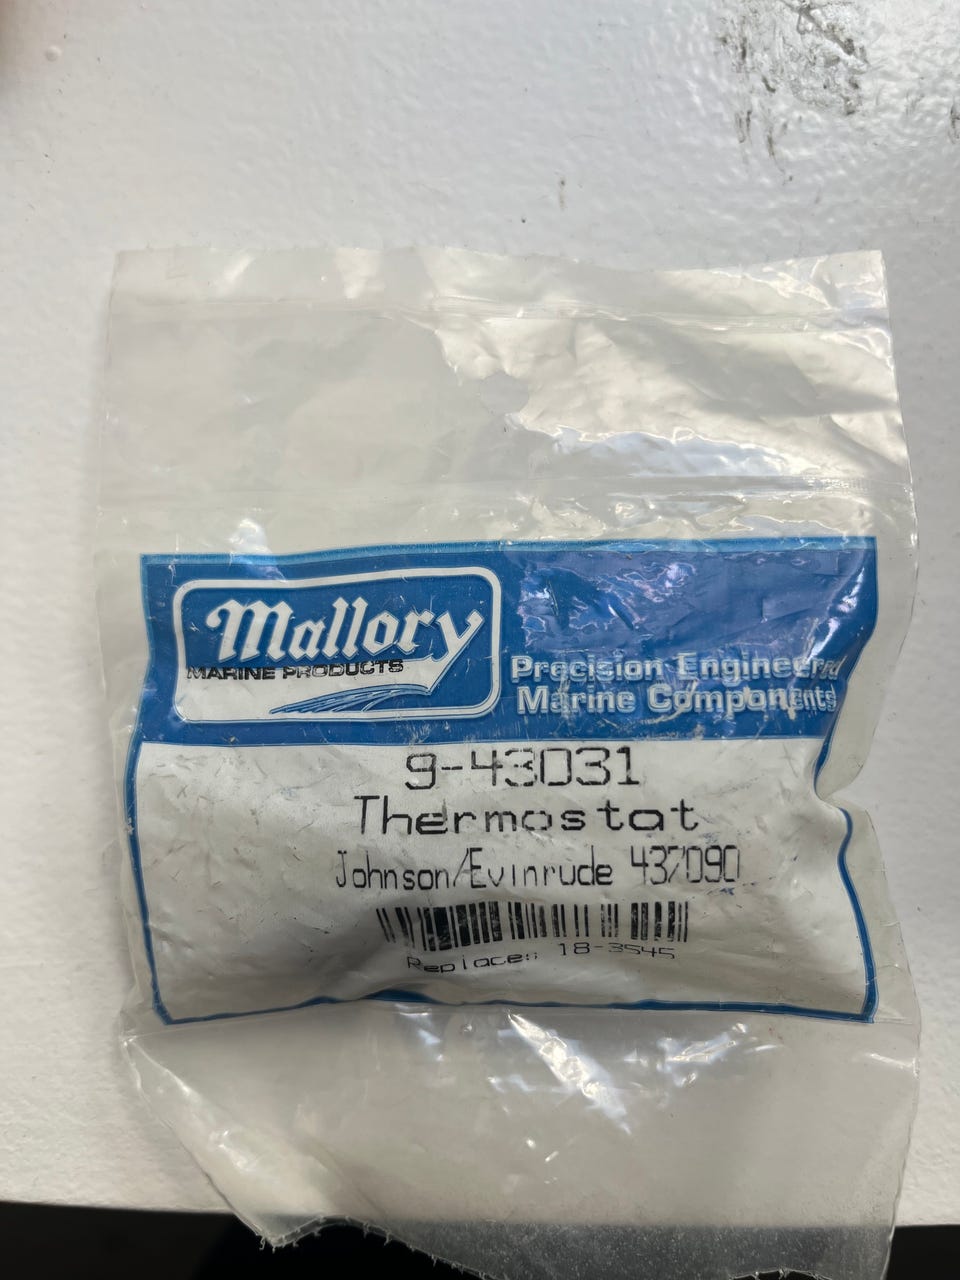 Mallory
MARINE PRODUCTS
Precision Engineered
Marine Components
9-43031
Thermostat
Johnson/Evinrude 437090
Replaces 18-3545